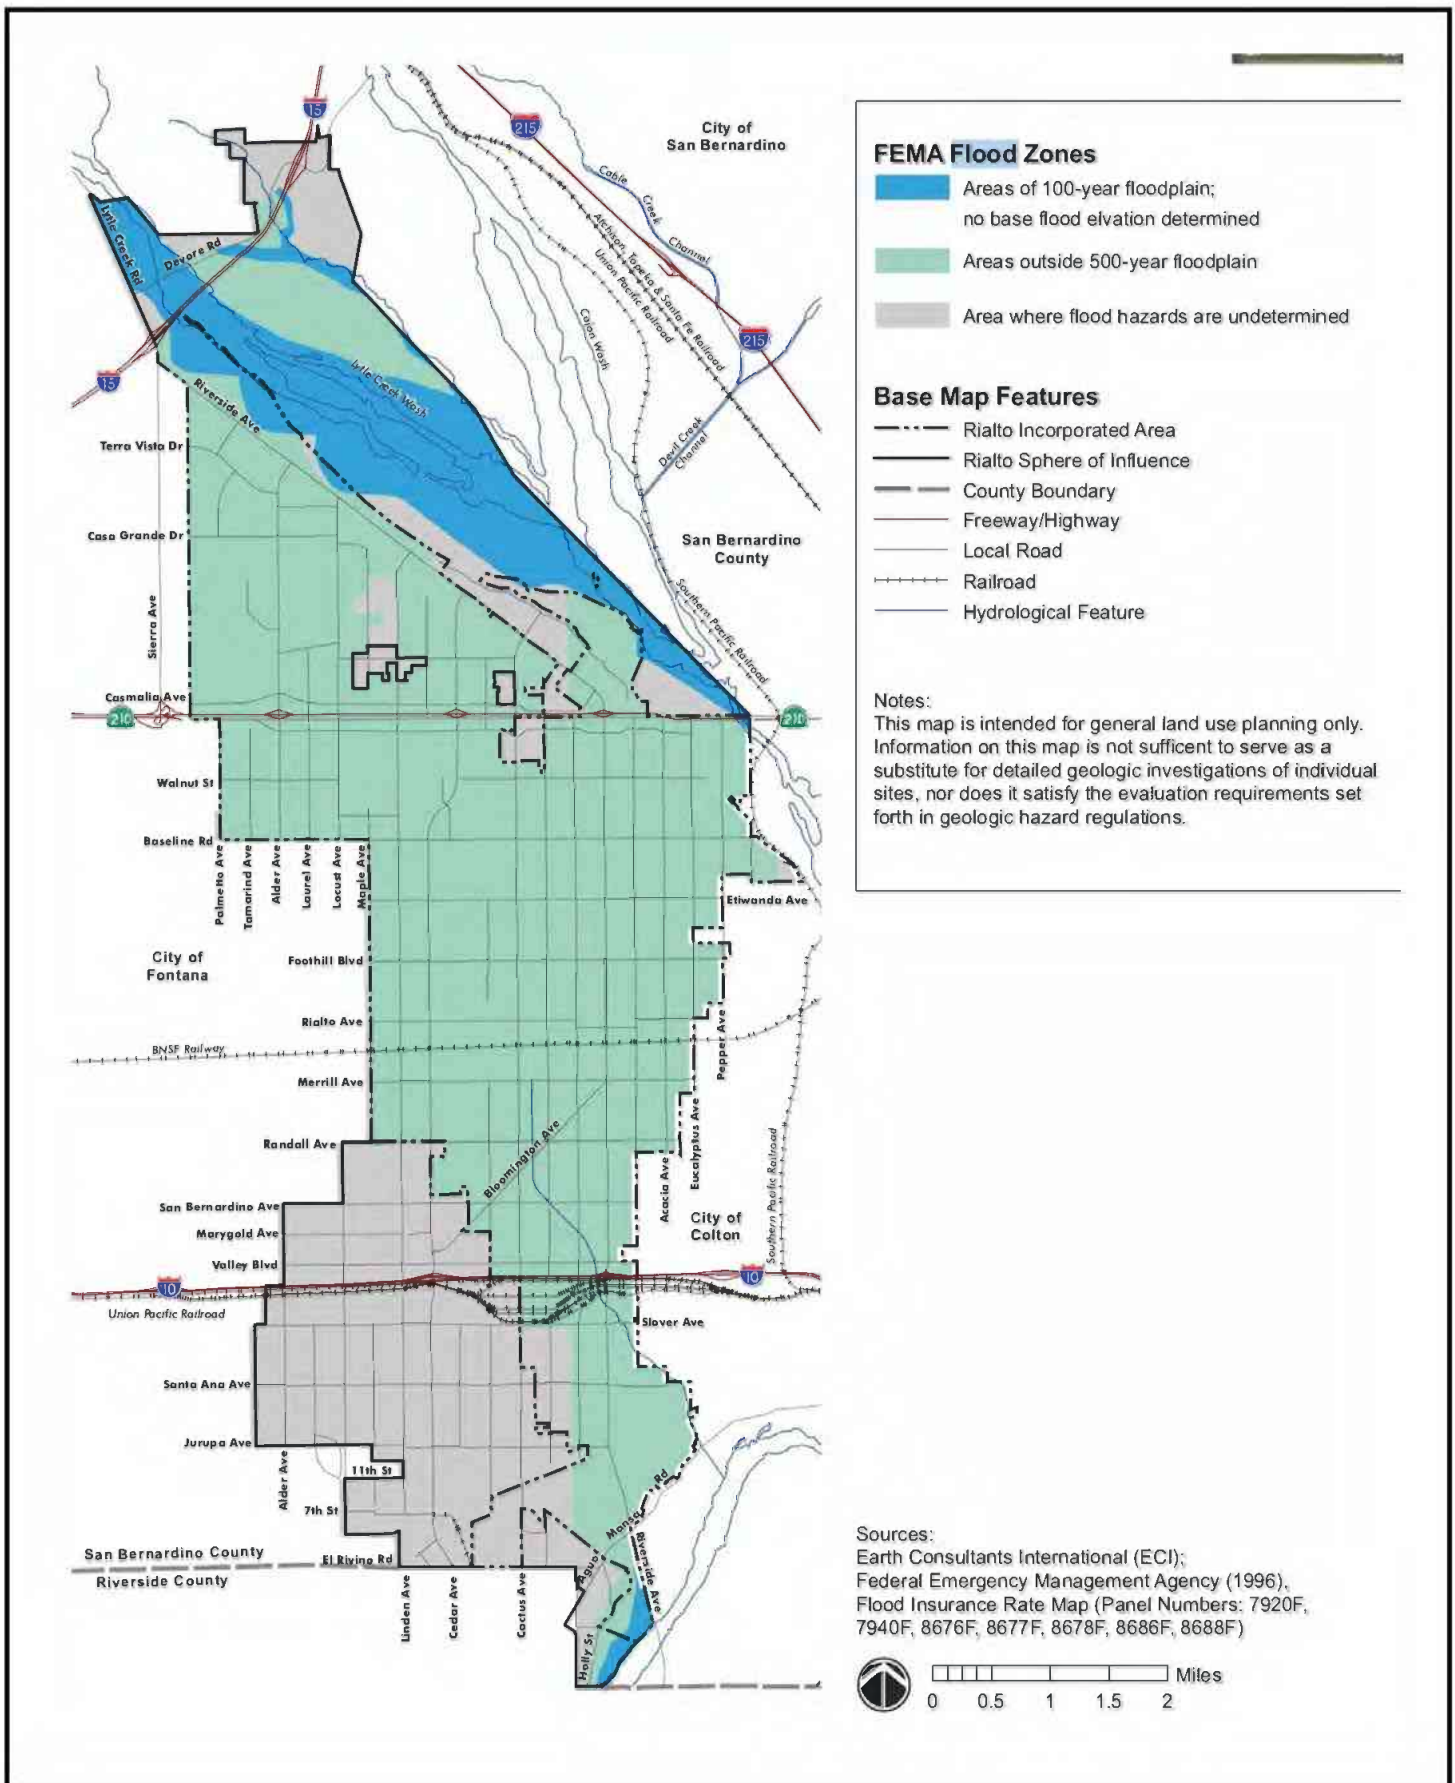 15
215
City of
San Bernardino
Cable
Creek
Channel
Lytle Creek Rd
Devore Rd
Atchison, Topeka & Santa Fe Railroad
Union Pacific Railroad
Cajon Wash
215
15
Riverside Ave
Lytle Creek Wash
Devil Creek
Channel
Terra Vista Dr
Casa Grande Dr
San Bernardino
County
Sierra Ave
Southern Pacific Railroad
Casmalia Ave
210
210
Walnut St
Baseline Rd
Palmetto Ave
Tamarind Ave
Alder Ave
Laurel Ave
Locust Ave
Maple Ave
Etiwanda Ave
City of
Fontana
Foothill Blvd
Rialto Ave
Pepper Ave
BNSF Railway
Merrill Ave
Eucalyptus Ave
Randall Ave
Bloomington Ave
Acacia Ave
Southern Pacific Railroad
San Bernardino Ave
City of
Colton
Marygold Ave
Valley Blvd
10
10
Union Pacific Railroad
Slover Ave
Santa Ana Ave
Jurupa Ave
Alder Ave
11th St
7th St
Agua Mansa Rd
Riverside Ave
San Bernardino County
El Rivino Rd
Riverside County
Linden Ave
Cedar Ave
Cactus Ave
Holly St
FEMA Flood Zones
Areas of 100-year floodplain;
no base flood elvation determined
Areas outside 500-year floodplain
Area where flood hazards are undetermined
Base Map Features
Rialto Incorporated Area
Rialto Sphere of Influence
County Boundary
Freeway/Highway
Local Road
Railroad
Hydrological Feature
Notes:
This map is intended for general land use planning only.
Information on this map is not sufficent to serve as a
substitute for detailed geologic investigations of individual
sites, nor does it satisfy the evaluation requirements set
forth in geologic hazard regulations.
Sources:
Earth Consultants International (ECI);
Federal Emergency Management Agency (1996),
Flood Insurance Rate Map (Panel Numbers: 7920F,
7940F, 8676F, 8677F, 8678F, 8686F, 8688F)
Miles
0 0.5 1 1.5 2